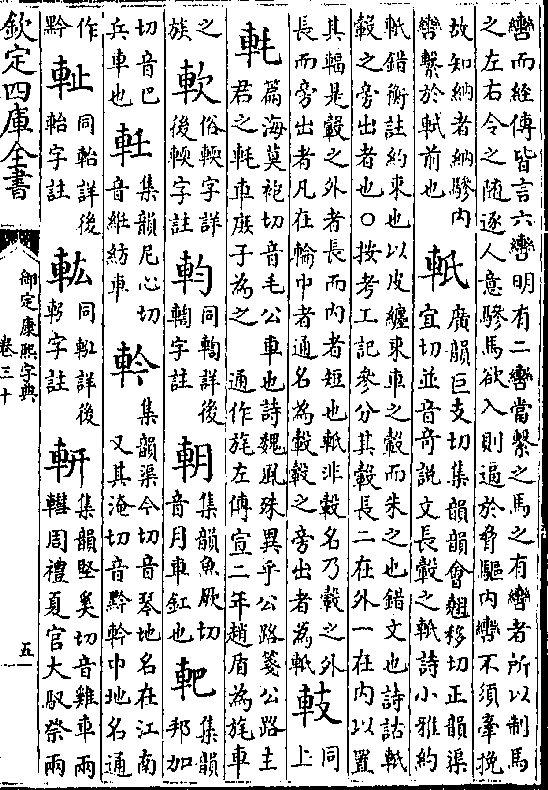 轡而經傳皆言六轡明有二轡當繫之馬之有轡者所以制馬
之左右令之隨逐人意驂馬欲入則逼於脅驅內轡不須牽挽
故知納者納驂內
轡繫於軾前也
軝
廣韻巨支切集韻韻會翹移切正韻渠
宜切並音奇說文長轂之軝詩小雅約
軝錯衡註約束也以皮纏束車之轂而朱之也錯文也詩詁軝
轂之旁出者也○按考工記參分其轂長二在外一在內以置
其輻是轂之外者長而內者短也軝非轂名乃轂之外
長而旁出者凡在輪中者通名為轂轂之旁出者為軝
䡋
同
上
軞
篇海莫袍切音毛公車也詩魏風殊異乎公路箋公路主
君之軞車庶子為之
通作旄左傳宣二年趙盾為旄車
之
族
軟
俗輭字詳
後輭字註
軣
同輷詳後
輷字註
軏
集韻魚厥切
音月車釭也
䎱
集韻
邦加
切音巴
兵車也
軠
集韻尼心切
音絍紡車
軡
集韻渠今切音琴地名在江南
又其淹切音黔軡中地名通
作
黔
䡃
同軩詳後
軩字註
䡌
同軦詳後
軦字註
䡄
集韻堅奚切音雞車兩
轊周禮夏官大馭祭兩
欽定四庫全書
御定康熙字典
卷三十
五